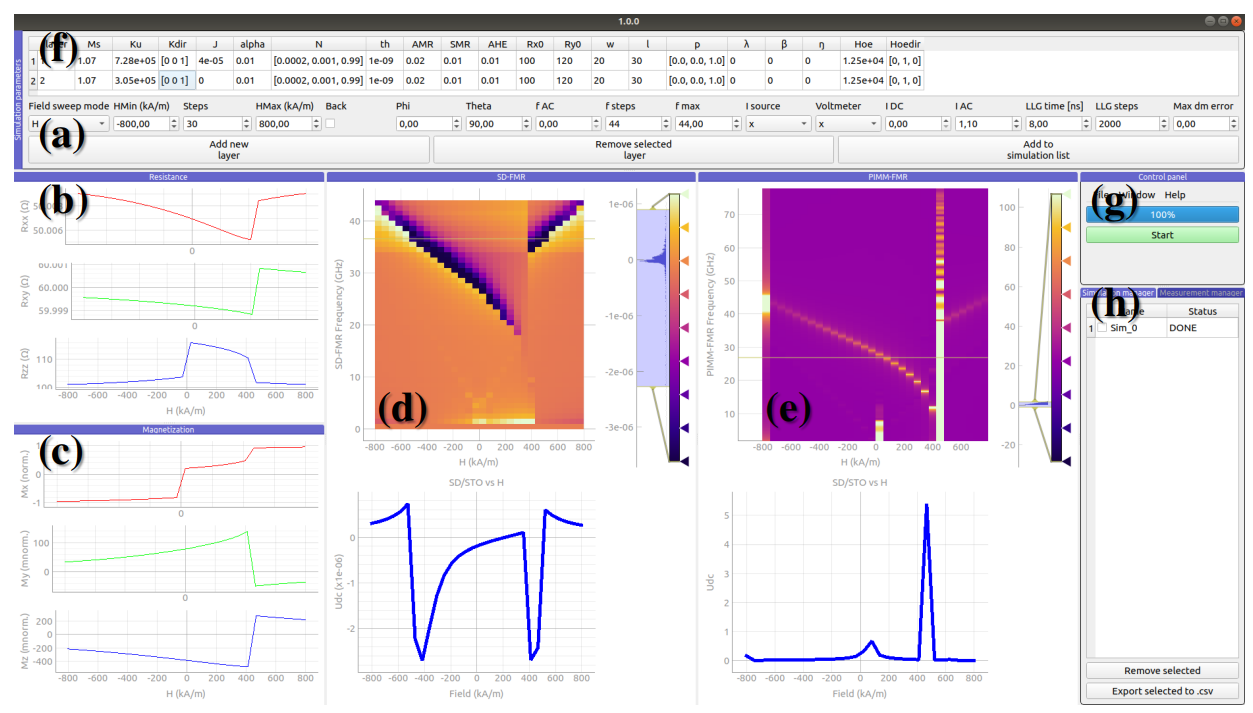 1.0.0
(f)
Ms Ku Kdir J alpha N th AMR SMR AHE Rx0 Ry0 w l p λ β η Hoe Hoedir
1 1.07 7.28e+05 [0 0 1] 4e-05 0.01 [0.0002, 0.001, 0.99] 1e-09 0.02 0.01 0.01 100 120 20 30 [0.0, 0.0, 1.0] 0 0 0 1.25e+04 [0, 1, 0]
2 2 1.07 3.05e+05 [0 0 1] 0 0.01 [0.0002, 0.001, 0.99] 1e-09 0.02 0.01 0.01 100 120 20 30 [0.0, 0.0, 1.0] 0 0 0 1.25e+04 [0, 1, 0]
Simulation parameters
Field sweep mode HMin (kA/m) Steps HMax (kA/m) Back Phi Theta f AC f steps f max I source Voltmeter I DC I AC LLG time [ns] LLG steps Max dm error
H -800,00 30 800,00 0,00 90,00 0,00 44 44,00 x x 0,00 1,10 8,00 2000 0,00
(a)
Add new layer Remove selected layer Add to simulation list
Resistance
(b)
Rxx (Ω)
50.006
0
Rxy (Ω)
60.001
60.000
59.999
0
Rzz (Ω)
110
100
-800 -600 -400 -200 0 200 400 600 800
H (kA/m)
Magnetization
(c)
Mx (norm.)
1
0
-1
0
My (mnorm.)
100
0
0
Mz (mnorm.)
200
0
-200
-400
-800 -600 -400 -200 0 200 400 600 800
H (kA/m)
SD-FMR
SD-FMR Frequency (GHz)
40
30
20
10
0
(d)
-800 -600 -400 -200 0 200 400 600 800
H (kA/m)
1e-06
0
-1e-06
-2e-06
-3e-06
SD/STO vs H
Udc (x1e-06)
0
-1
-2
-800 -600 -400 -200 0 200 400 600 800
Field (kA/m)
PIMM-FMR
PIMM-FMR Frequency (GHz)
70
60
50
40
30
20
10
(e)
-800 -600 -400 -200 0 200 400 600
H (kA/m)
100
80
60
40
20
0
-20
SD/STO vs H
Udc
5
4
3
2
1
0
-800 -600 -400 -200 0 200 400 600 800
Field (kA/m)
Control panel
(g)
File Window Help
100%
Start
Simulation manager Measurement manager
(h)
Name Status
1 Sim_0 DONE
Remove selected
Export selected to .csv